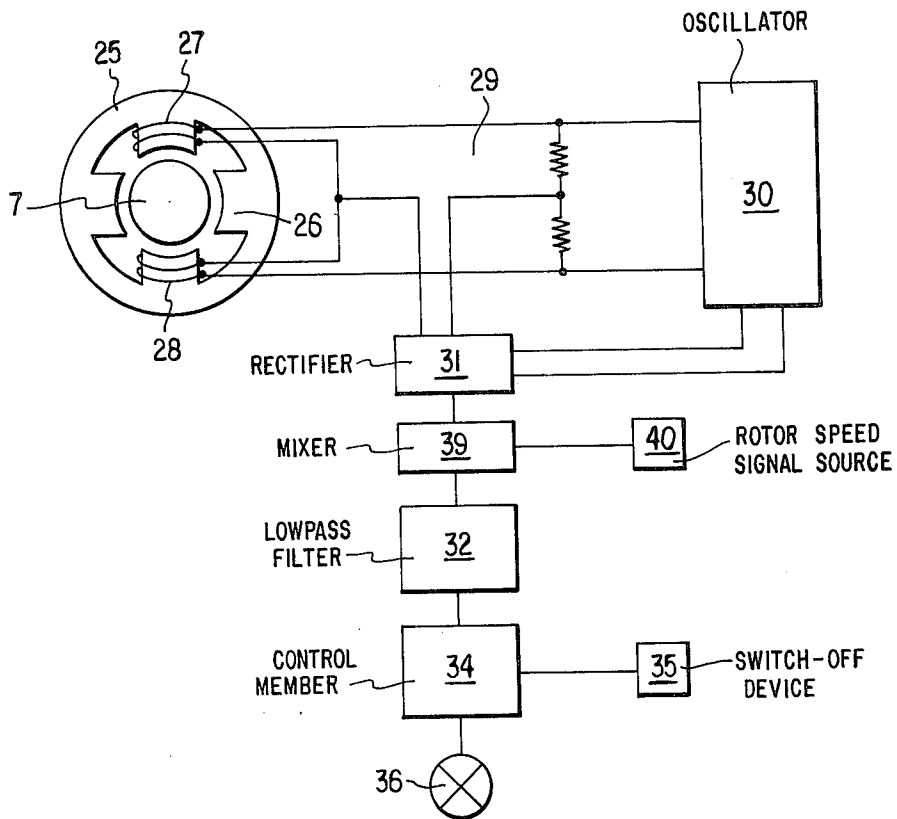 OSCILLATOR
25
27
29
30
7
26
28
RECTIFIER
31
MIXER
39
40
ROTOR SPEED
SIGNAL SOURCE
LOWPASS
FILTER
32
CONTROL
MEMBER
34
35
SWITCH-OFF
DEVICE
36